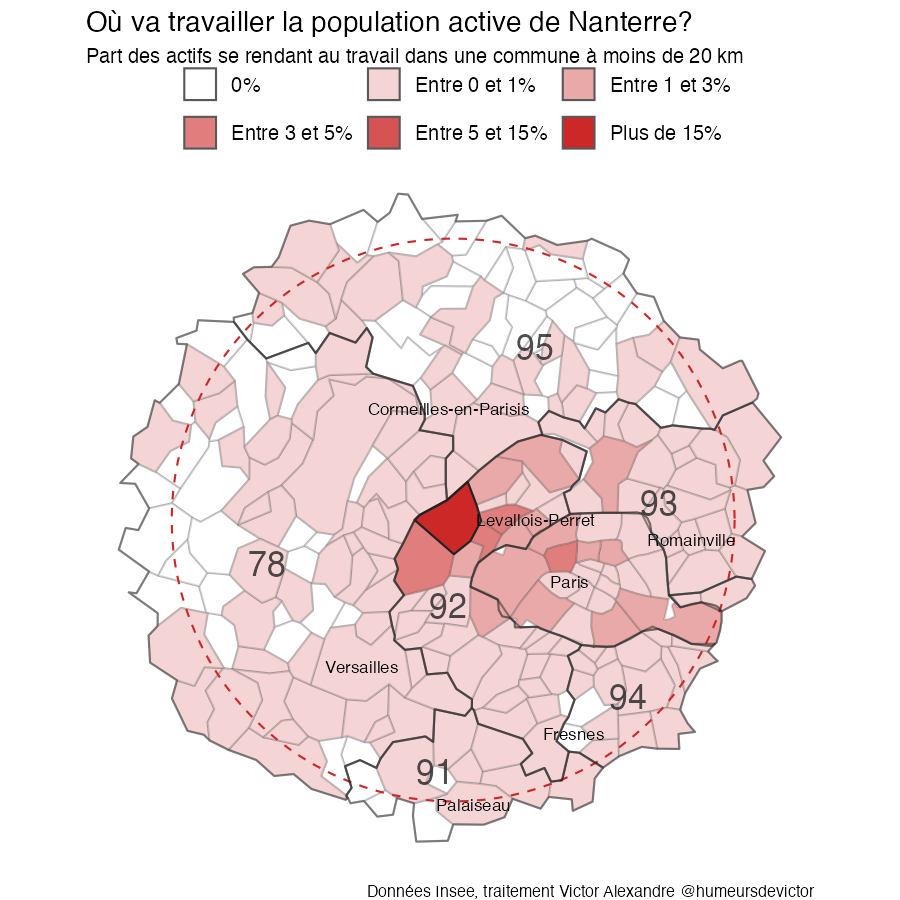 Où va travailler la population active de Nanterre?
Part des actifs se rendant au travail dans une commune à moins de 20 km
0% Entre 0 et 1% Entre 1 et 3%
Entre 3 et 5% Entre 5 et 15% Plus de 15%
95
Cormeilles-en-Parisis
93
Levallois-Perret
Romainville
78
Paris
92
Versailles
94
Fresnes
91
Palaiseau
Données Insee, traitement Victor Alexandre @humeursdevictor